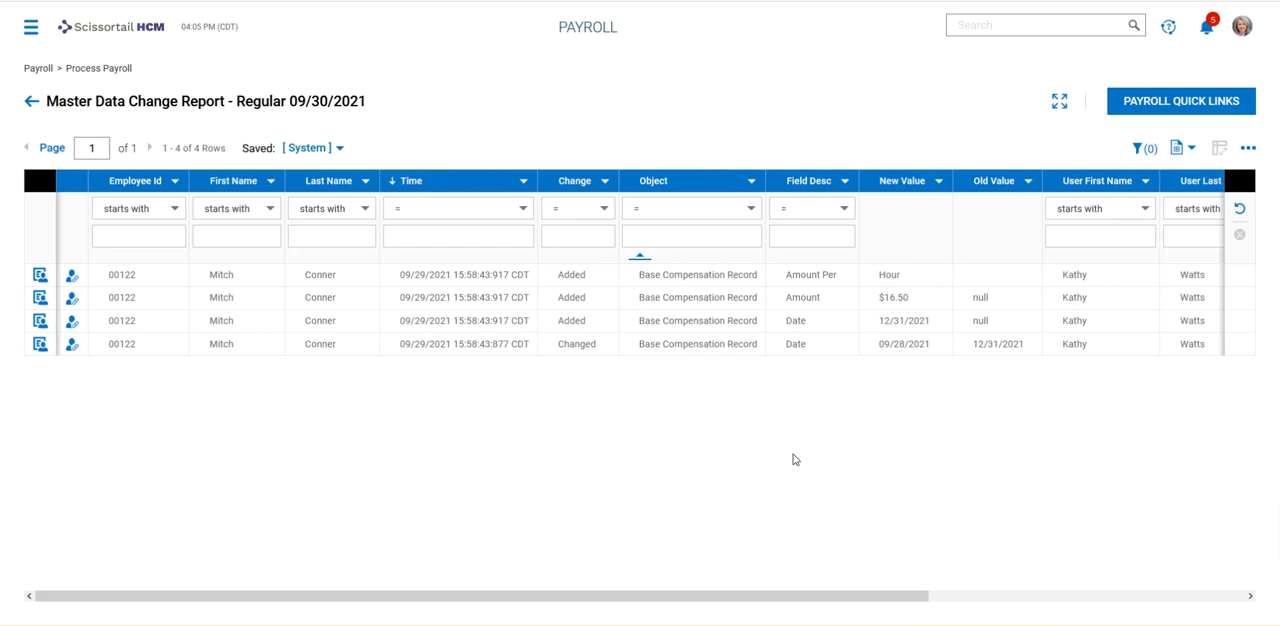 Scissortail HCM 04:05 PM (CDT) PAYROLL Search 5
Payroll > Process Payroll
Master Data Change Report - Regular 09/30/2021 PAYROLL QUICK LINKS
Page 1 of 1 1 - 4 of 4 Rows Saved: [ System ] (0)
Employee Id First Name Last Name Time Change Object Field Desc New Value Old Value User First Name User Last
starts with starts with starts with = = = = starts with starts with
00122 Mitch Conner 09/29/2021 15:58:43:917 CDT Added Base Compensation Record Amount Per Hour Kathy Watts
00122 Mitch Conner 09/29/2021 15:58:43:917 CDT Added Base Compensation Record Amount $16.50 null Kathy Watts
00122 Mitch Conner 09/29/2021 15:58:43:917 CDT Added Base Compensation Record Date 12/31/2021 null Kathy Watts
00122 Mitch Conner 09/29/2021 15:58:43:877 CDT Changed Base Compensation Record Date 09/28/2021 12/31/2021 Kathy Watts